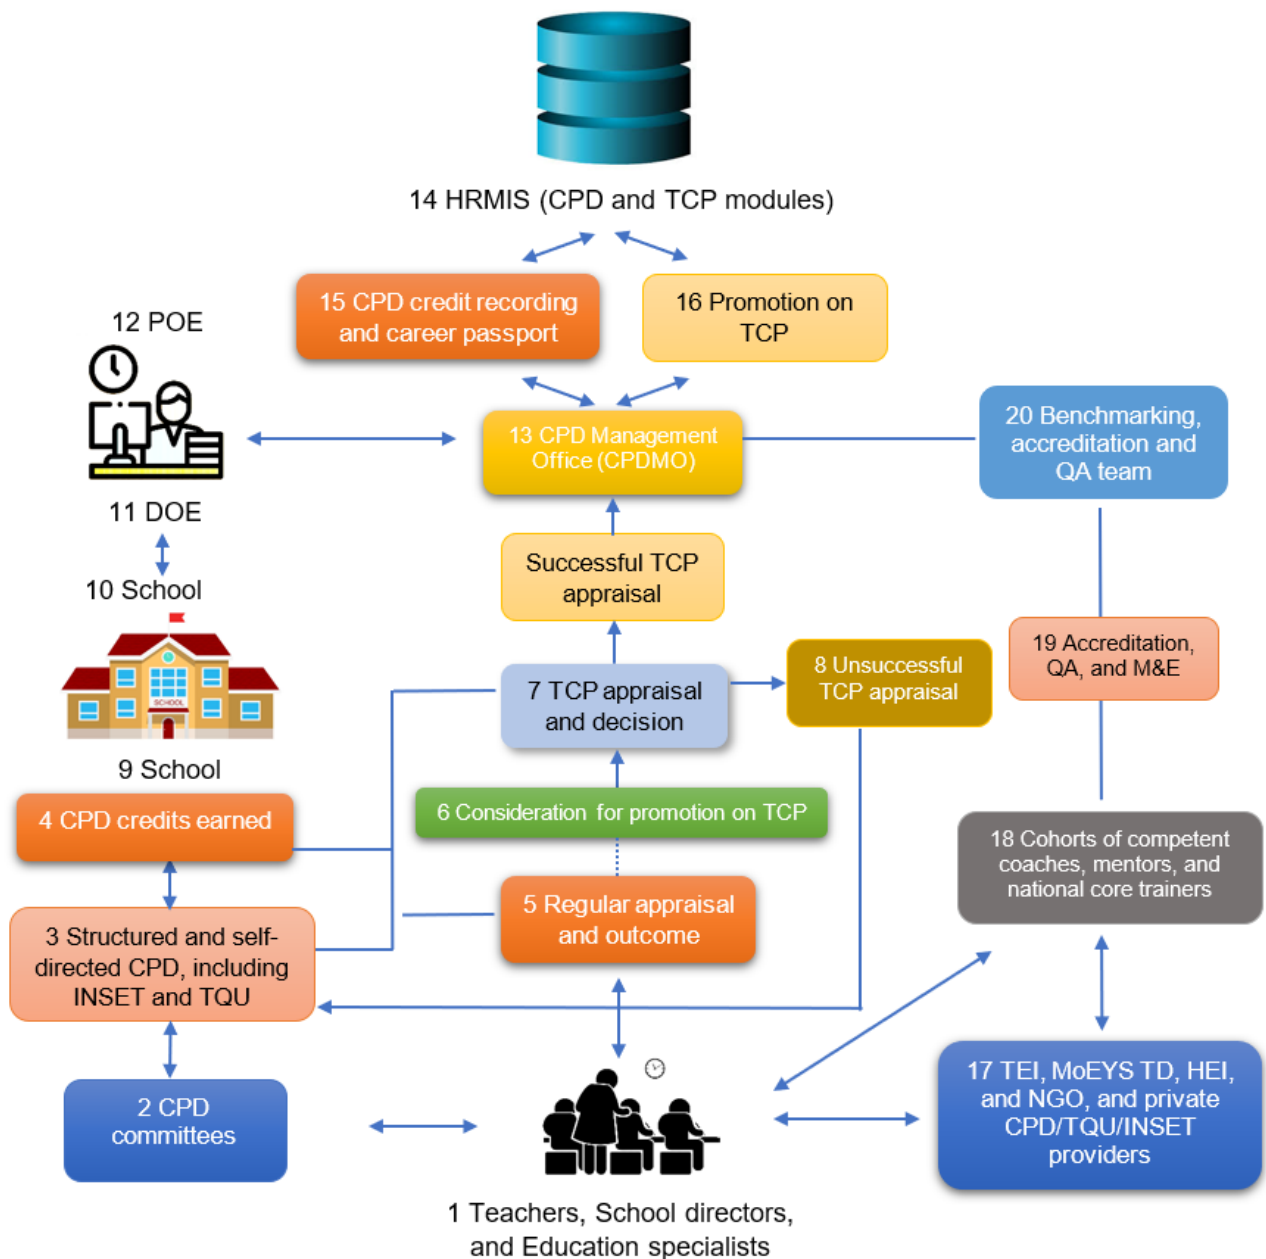 14 HRMIS (CPD and TCP modules)
15 CPD credit recording
and career passport
16 Promotion on
TCP
12 POE
11 DOE
13 CPD Management
Office (CPDMO)
20 Benchmarking,
accreditation and
QA team
Successful TCP
appraisal
10 School
SCHOOL
9 School
7 TCP appraisal
and decision
8 Unsuccessful
TCP appraisal
19 Accreditation,
QA, and M&E
4 CPD credits earned
6 Consideration for promotion on TCP
18 Cohorts of competent
coaches, mentors, and
national core trainers
5 Regular appraisal
and outcome
3 Structured and self-
directed CPD, including
INSET and TQU
2 CPD
committees
17 TEI, MoEYS TD, HEI,
and NGO, and private
CPD/TQU/INSET
providers
1 Teachers, School directors,
and Education specialists